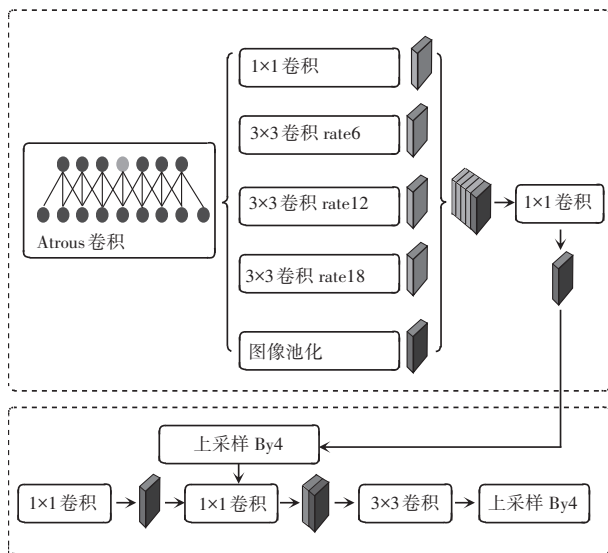 1×1卷积
3×3卷积 rate6
3×3卷积 rate12
3×3卷积 rate18
图像池化
Atrous 卷积
1×1卷积
上采样 By4
1×1卷积
1×1卷积
3×3卷积
上采样 By4